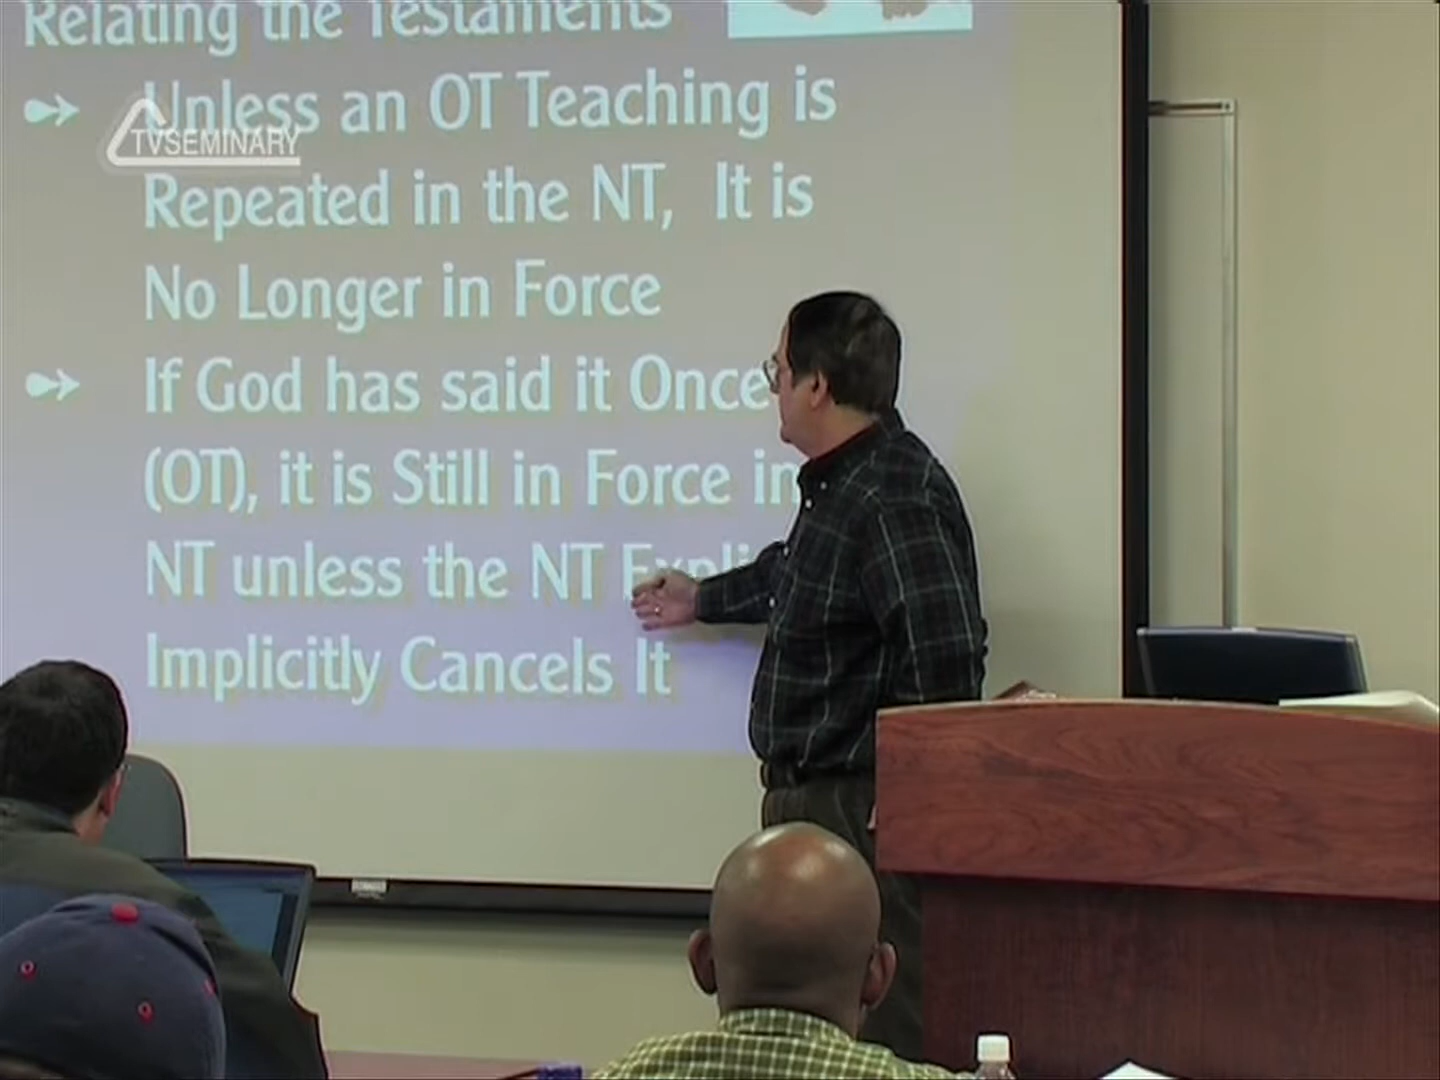 Relating the Testaments
Unless an OT Teaching is
TVSEMINARY
Repeated in the NT, It is
No Longer in Force
If God has said it Once
(OT), it is Still in Force in
NT unless the NT
Implicitly Cancels It